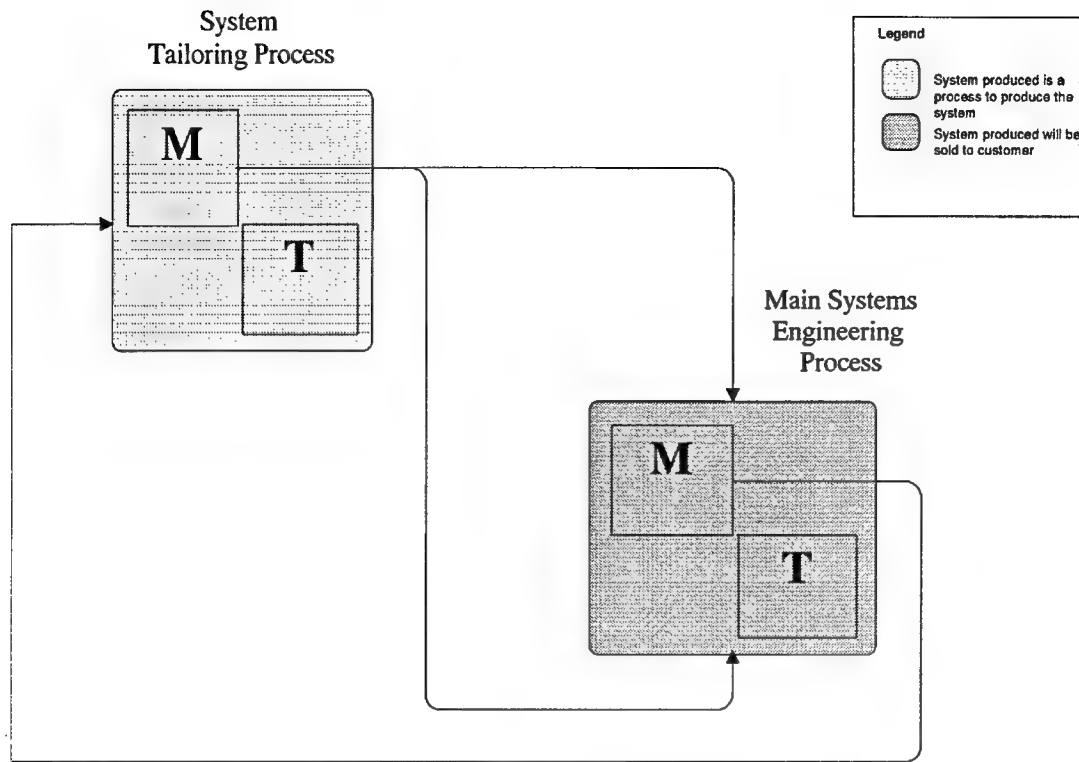 System
Tailoring Process
M
T
Legend
System produced is a
process to produce the
system
System produced will be
sold to customer
Main Systems
Engineering
Process
M
T